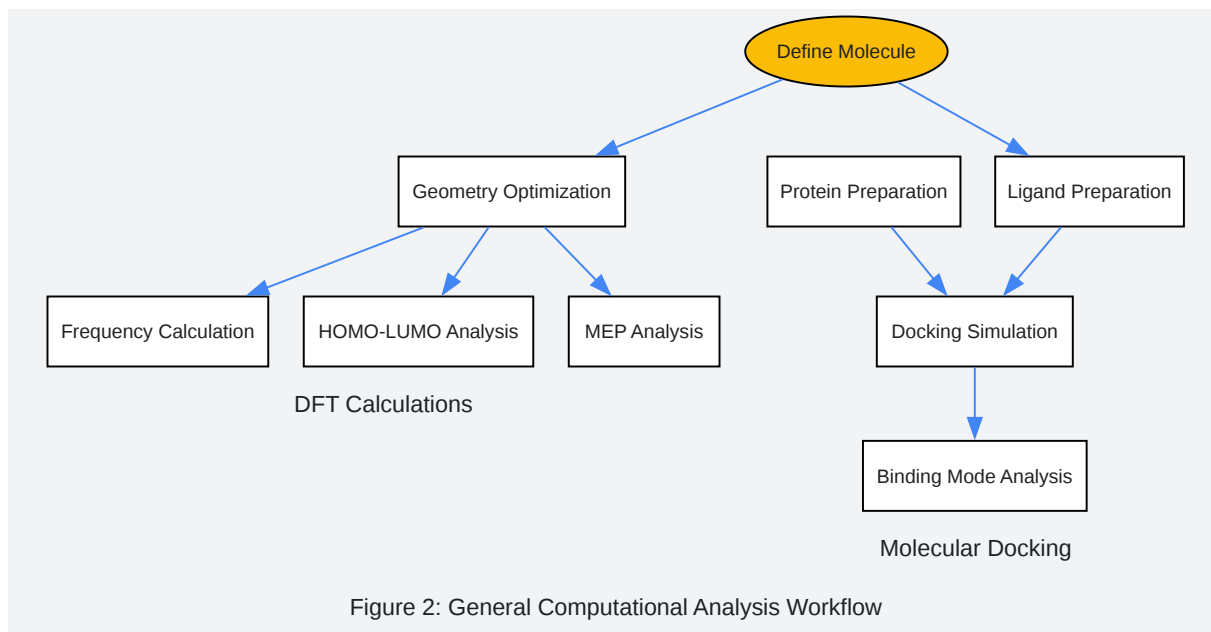 Define Molecule
Geometry Optimization
Protein Preparation
Ligand Preparation
Frequency Calculation
HOMO-LUMO Analysis
MEP Analysis
Docking Simulation
DFT Calculations
Binding Mode Analysis
Molecular Docking
Figure 2: General Computational Analysis Workflow